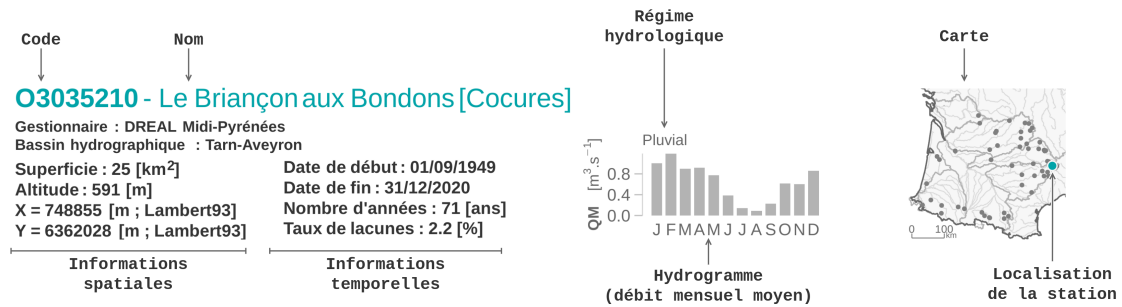 Code
Nom
O3035210 - Le Briançon aux Bondons [Cocures]
Gestionnaire : DREAL Midi-Pyrénées
Bassin hydrographique : Tarn-Aveyron
Superficie : 25 [km²]
Altitude : 591 [m]
X = 748855 [m ; Lambert93]
Y = 6362028 [m ; Lambert93]
Informations
spatiales
Date de début : 01/09/1949
Date de fin : 31/12/2020
Nombre d'années : 71 [ans]
Taux de lacunes : 2.2 [%]
Informations
temporelles
Régime
hydrologique
Pluvial
QM [m³.s⁻¹]
0.8
0.4
0.0
J F M A M J J A S O N D
Hydrogramme
(débit mensuel moyen)
Carte
0 100
km
Localisation
de la station